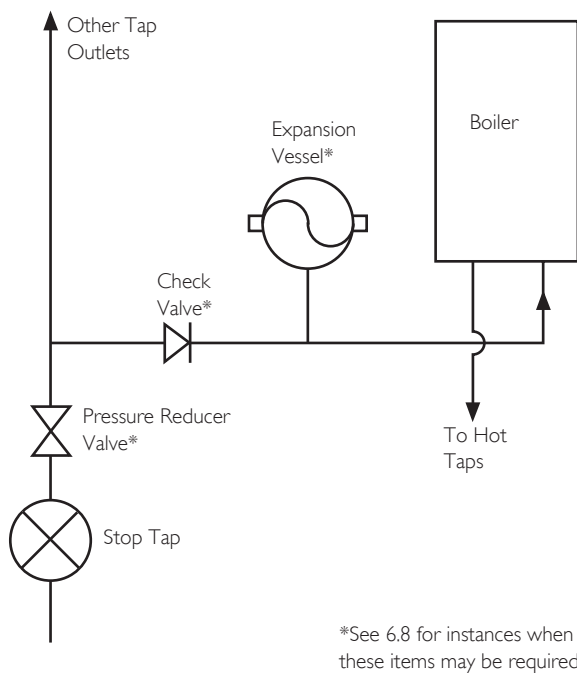 Other Tap
Outlets
Boiler
Expansion
Vessel*
Check
Valve*
Pressure Reducer
Valve*
To Hot
Taps
Stop Tap
*See 6.8 for instances when
these items may be required